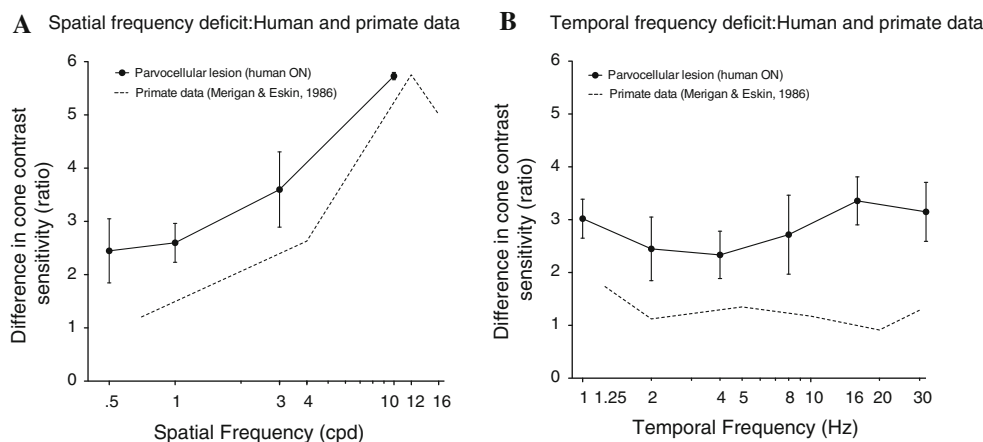 A Spatial frequency deficit:Human and primate data
Difference in cone contrast
sensitivity (ratio)
6
5
4
3
2
1
0
Parvocellular lesion (human ON)
Primate data (Merigan & Eskin, 1986)
.5 1 3 4 10 12 16
Spatial Frequency (cpd)
B Temporal frequency deficit:Human and primate data
Difference in cone contrast
sensitivity (ratio)
6
5
4
3
2
1
0
Parvocellular lesion (human ON)
Primate data (Merigan & Eskin, 1986)
1 1.25 2 4 5 8 10 16 20 30
Temporal Frequency (Hz)